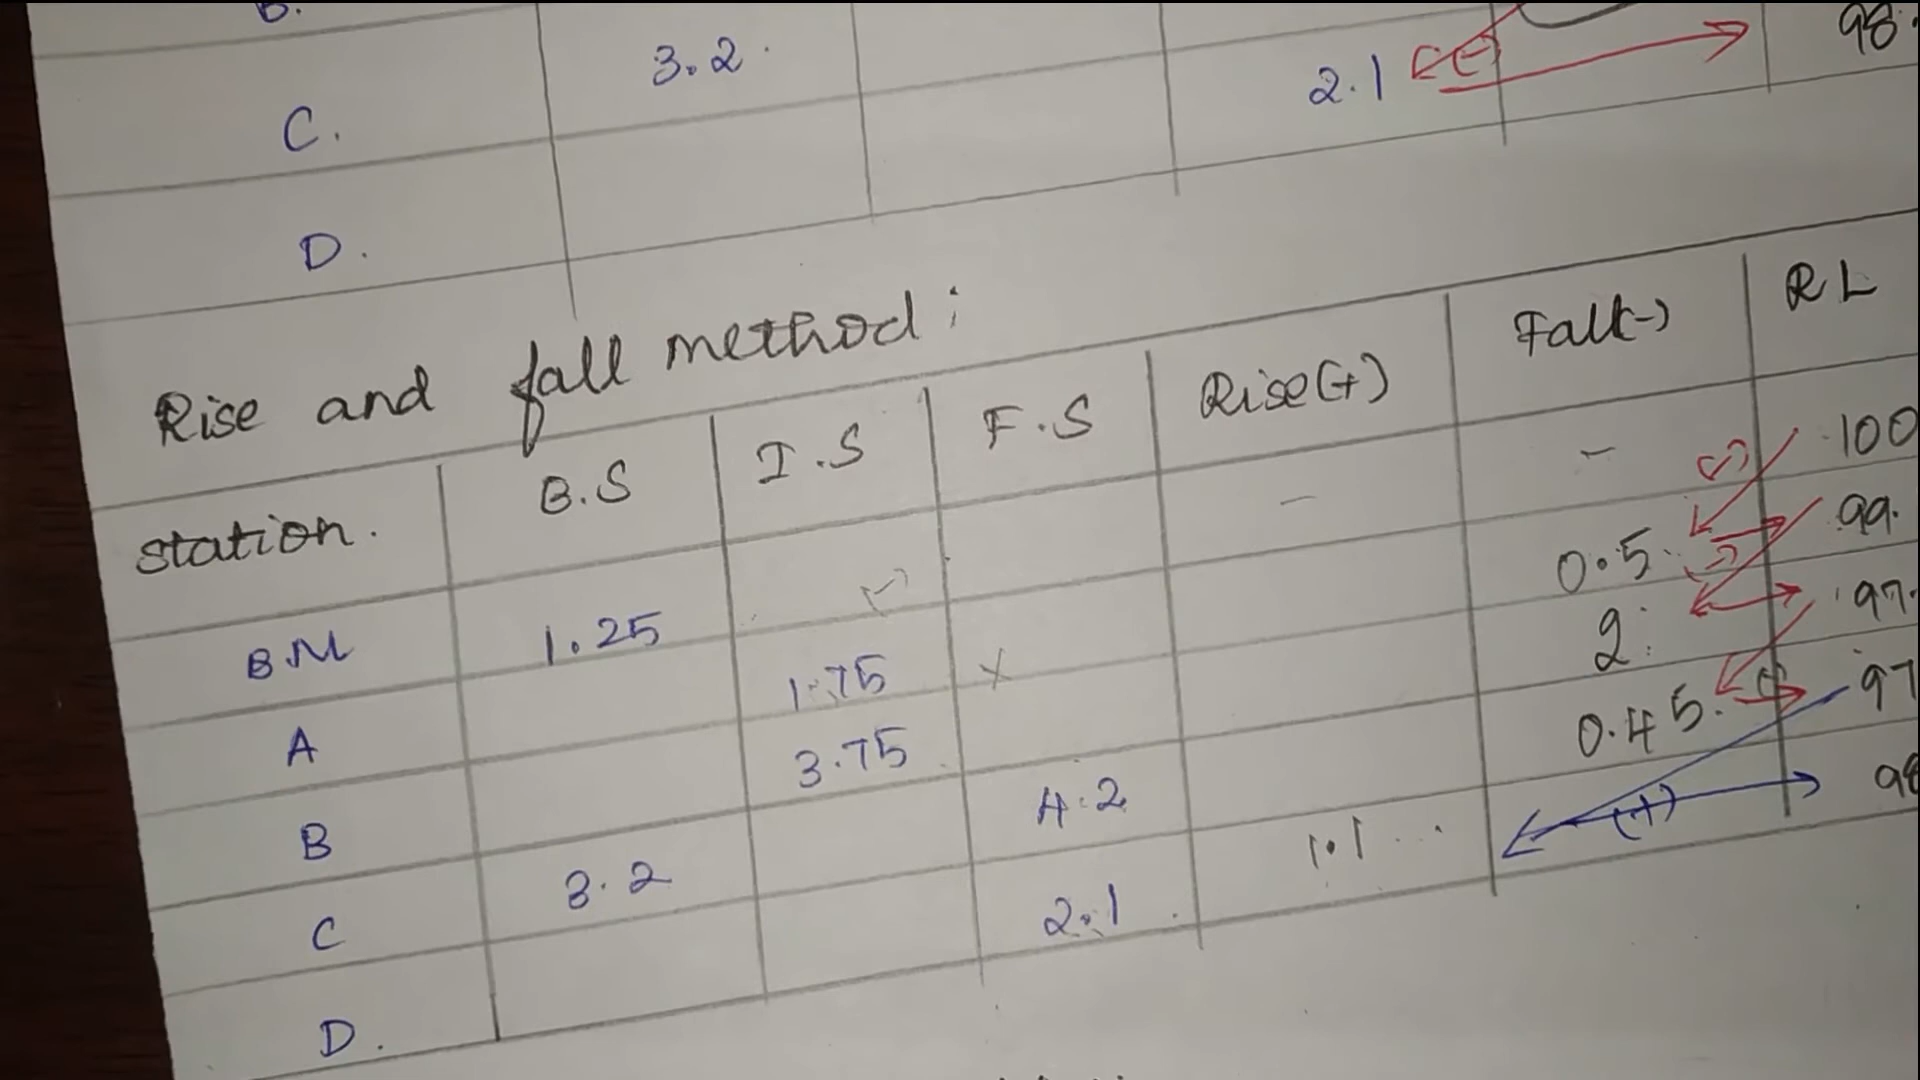 B.
C. 3.2 2.1 (-) 98.
D.
Rise and fall method:
station. B.S I.S F.S Rise(+) Fall(-) RL
B.M 1.25 - - (-) 100
A 1.75 0.5. (-) 99.
B 3.75 2. 97.
C 3.2 4.2 0.45. 97
D. 2.1 1.1 (+) 98